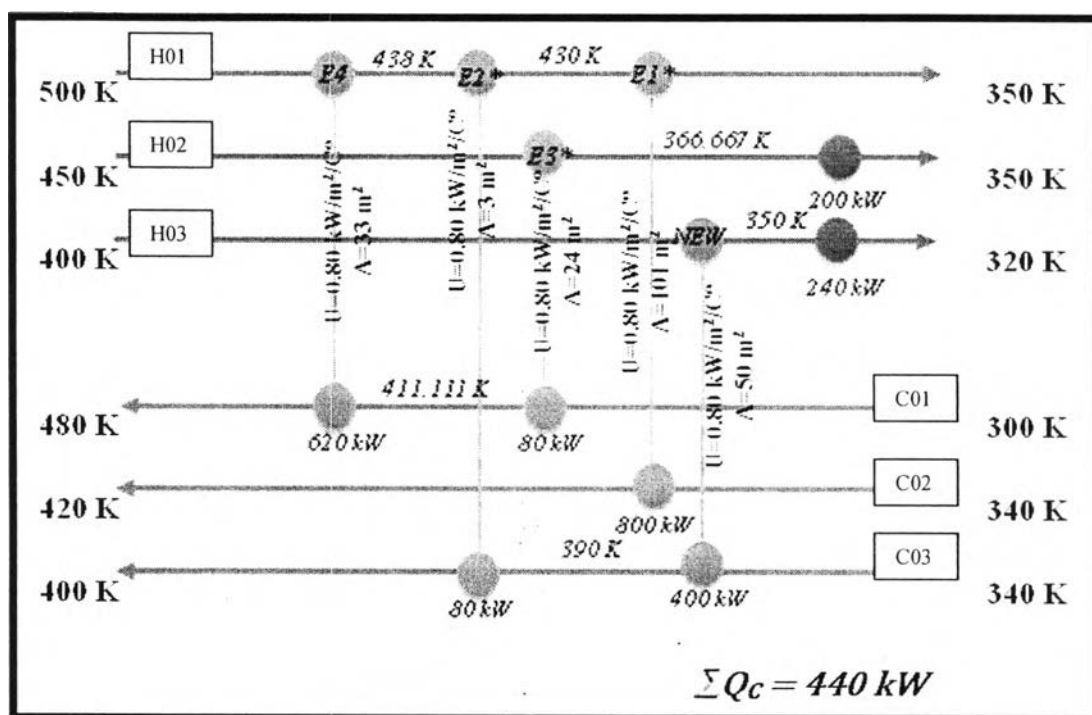 H01
500 K
E4
438 K
E2*
430 K
E1*
350 K
H02
450 K
E3*
366.667 K
200 kW
350 K
H03
400 K
NEW
350 K
240 kW
320 K
U=0.80 kW/m²/C°
A=33 m²
U=0.80 kW/m²/C°
A=3 m²
U=0.80 kW/m²/C°
A=24 m²
U=0.80 kW/m²/C°
A=101 m²
U=0.80 kW/m²/C°
A=50 m²
480 K
411.111 K
620 kW
80 kW
C01
300 K
420 K
800 kW
C02
340 K
400 K
80 kW
390 K
400 kW
C03
340 K
∑Qc = 440 kW